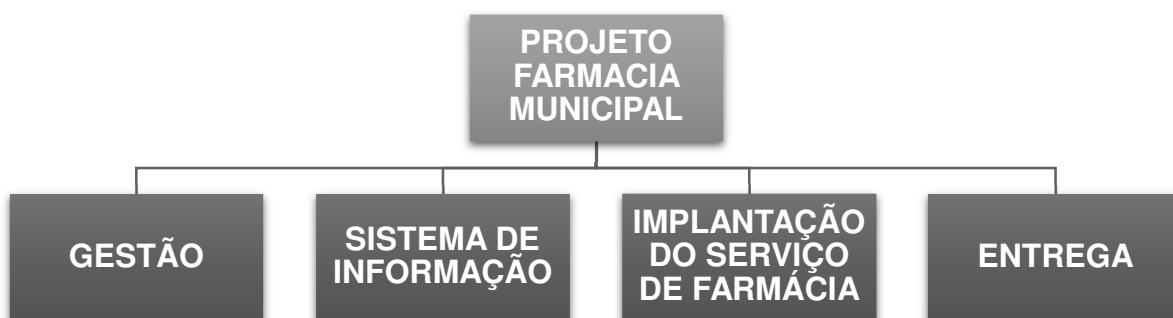 PROJETO
FARMACIA
MUNICIPAL
GESTÃO
SISTEMA DE
INFORMAÇÃO
IMPLANTAÇÃO
DO SERVIÇO
DE FARMÁCIA
ENTREGA